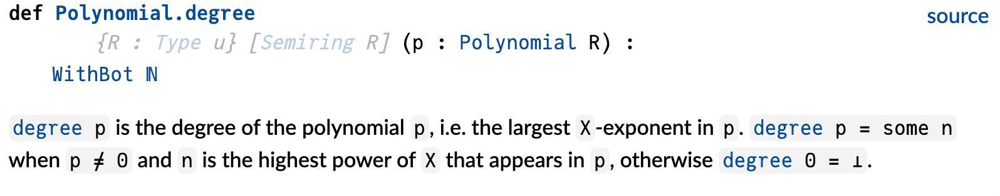 def Polynomial.degree source
{R : Type u} [Semiring R] (p : Polynomial R) :
WithBot ℕ
degree p is the degree of the polynomial p, i.e. the largest X-exponent in p. degree p = some n
when p ≠ 0 and n is the highest power of X that appears in p, otherwise degree 0 = ⊥.